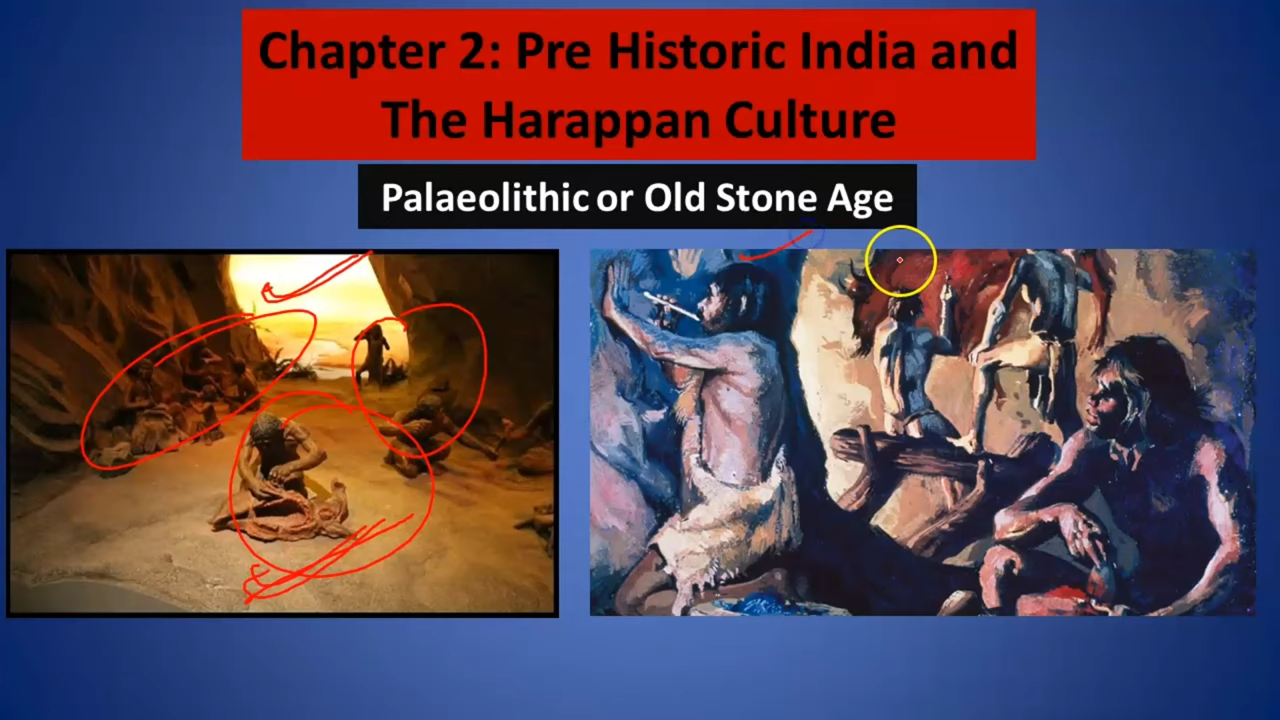 Chapter 2: Pre Historic India and
The Harappan Culture
Palaeolithic or Old Stone Age